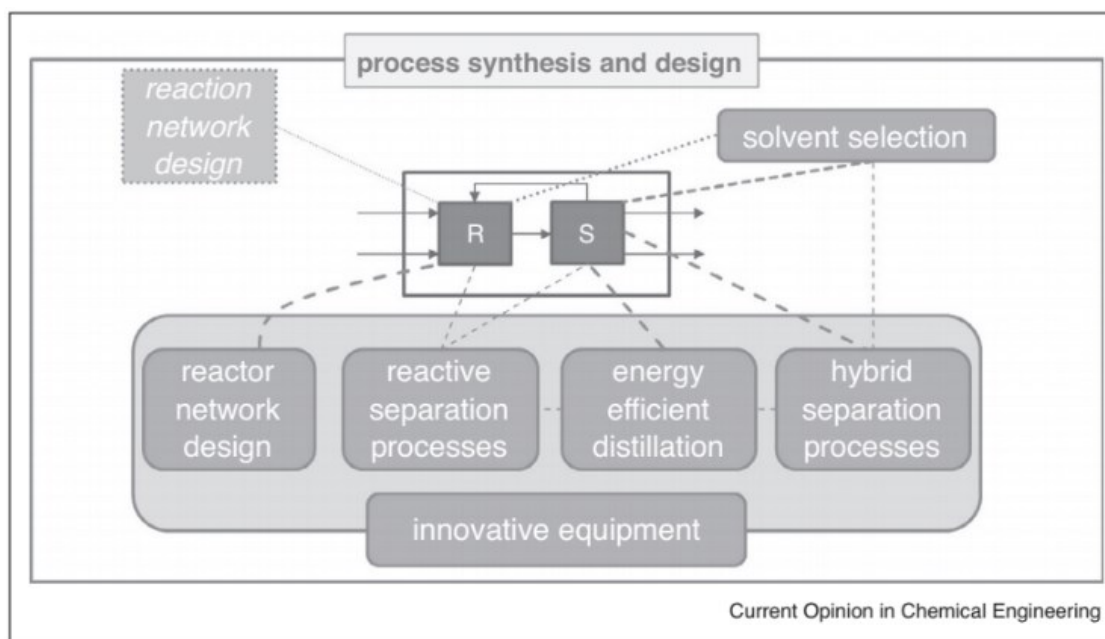 process synthesis and design
reaction
network
design
solvent selection
R
S
reactor
network
design
reactive
separation
processes
energy
efficient
distillation
hybrid
separation
processes
innovative equipment
Current Opinion in Chemical Engineering